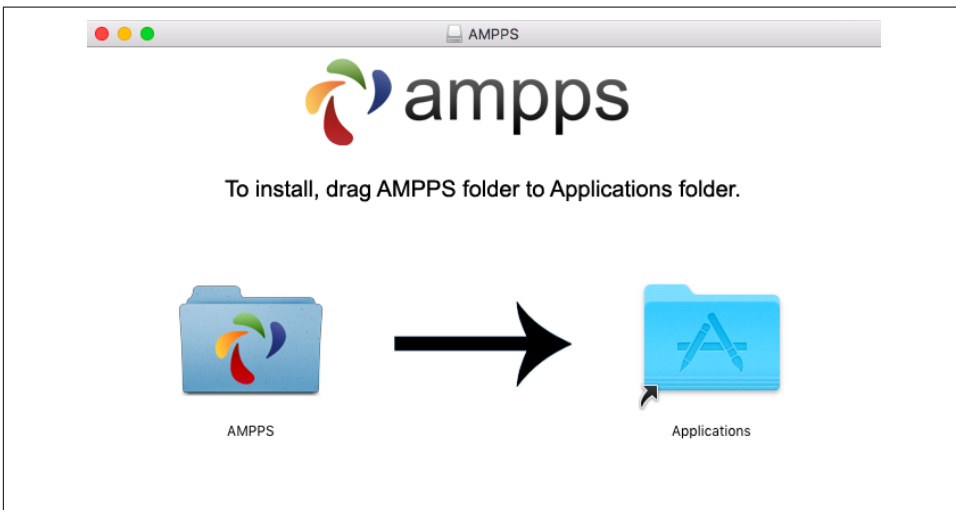 AMPPS
ampps
To install, drag AMPPS folder to Applications folder.
AMPPS
Applications